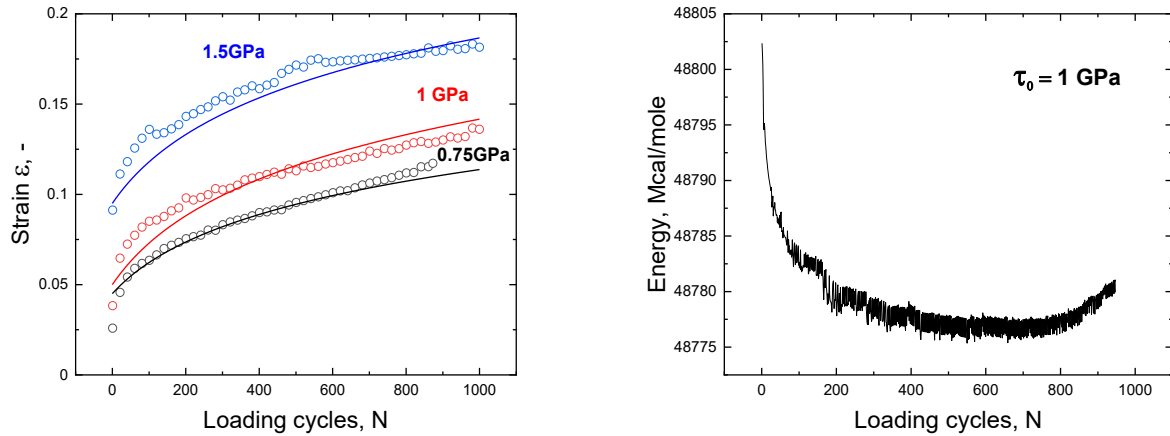 0.2
0.15
0.1
0.05
0
Strain ε, -
1.5GPa
1 GPa
0.75GPa
0 200 400 600 800 1000
Loading cycles, N
48805
48800
48795
48790
48785
48780
48775
Energy, Mcal/mole
τ0 = 1 GPa
0 200 400 600 800 1000
Loading cycles, N